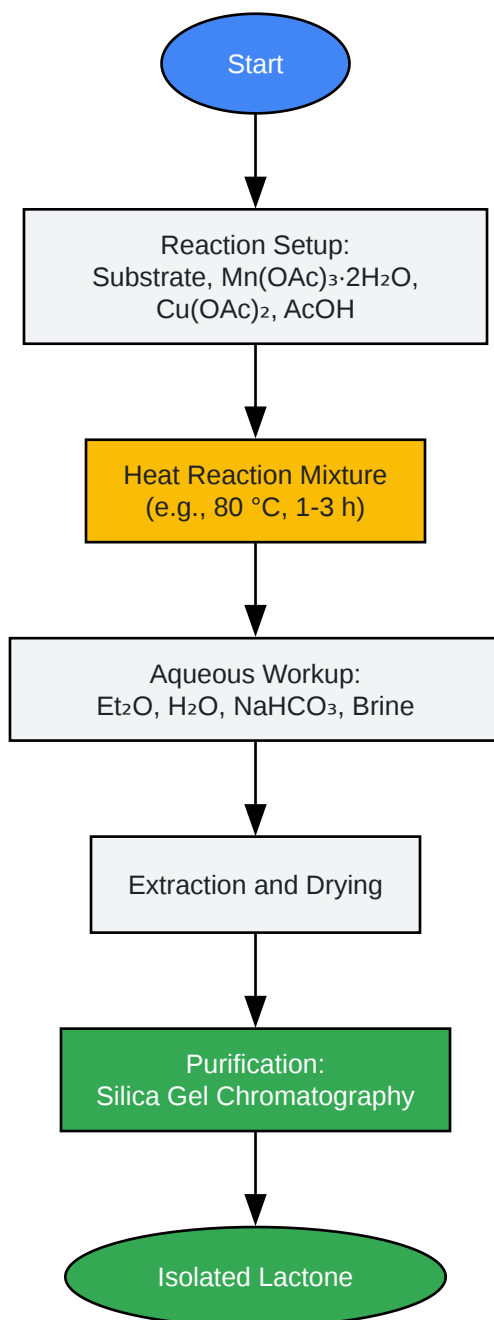 Start
Reaction Setup:
Substrate, Mn(OAc)₃·2H₂O,
Cu(OAc)₂, AcOH
Heat Reaction Mixture
(e.g., 80 °C, 1-3 h)
Aqueous Workup:
Et₂O, H₂O, NaHCO₃, Brine
Extraction and Drying
Purification:
Silica Gel Chromatography
Isolated Lactone